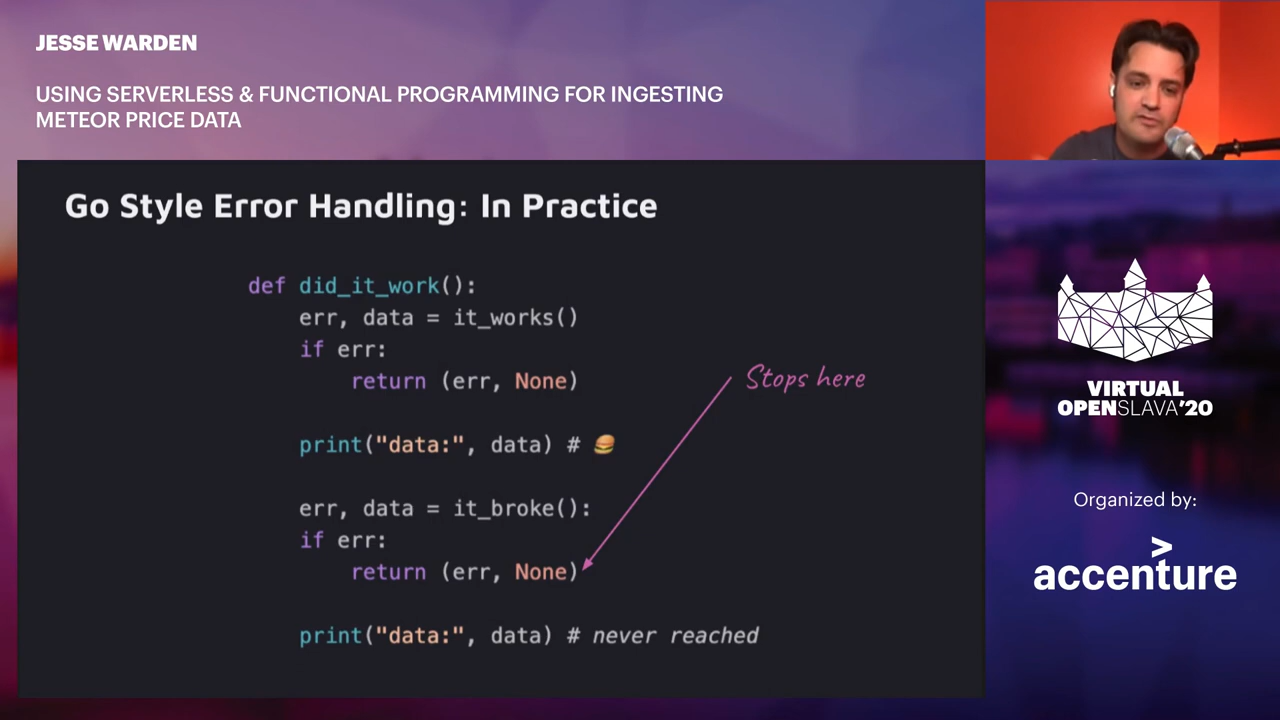 JESSE WARDEN
USING SERVERLESS & FUNCTIONAL PROGRAMMING FOR INGESTING
METEOR PRICE DATA
Go Style Error Handling: In Practice
def did_it_work():
    err, data = it_works()
    if err:
        return (err, None)
    print("data:", data) # 🍔
    err, data = it_broke():
    if err:
        return (err, None)
    print("data:", data) # never reached
Stops here
VIRTUAL
OPENSLAVA'20
Organized by:
accenture